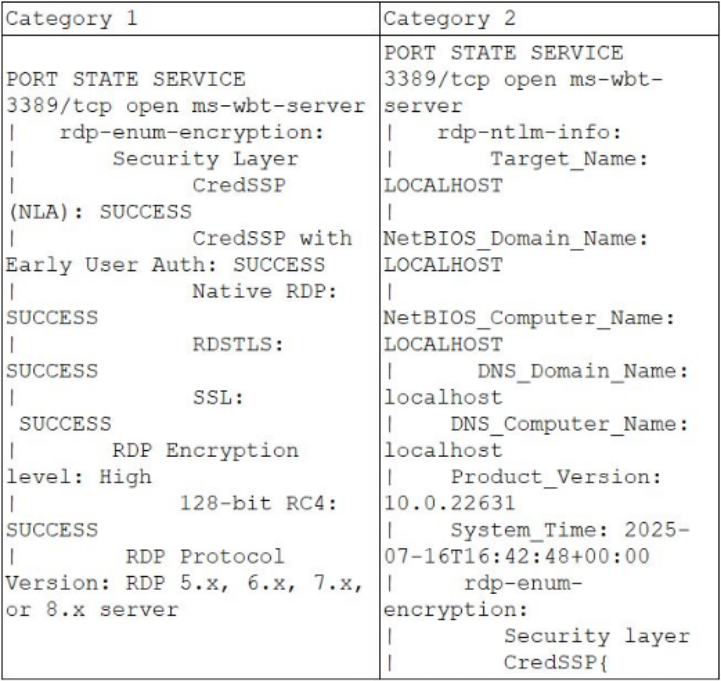 Category 1
PORT STATE SERVICE
3389/tcp open ms-wbt-server
|   rdp-enum-encryption:
|       Security Layer
|             CredSSP
(NLA): SUCCESS
|             CredSSP with
Early User Auth: SUCCESS
|             Native RDP:
SUCCESS
|             RDSTLS:
SUCCESS
|             SSL:
 SUCCESS
|       RDP Encryption
level: High
|            128-bit RC4:
SUCCESS
|        RDP Protocol
Version: RDP 5.x, 6.x, 7.x,
or 8.x server
Category 2
PORT STATE SERVICE
3389/tcp open ms-wbt-
server
|   rdp-ntlm-info:
|       Target_Name:
LOCALHOST
|
NetBIOS_Domain_Name:
LOCALHOST
|
NetBIOS_Computer_Name:
LOCALHOST
|      DNS_Domain_Name:
localhost
|    DNS_Computer_Name:
localhost
|    Product_Version:
10.0.22631
|    System_Time: 2025-
07-16T16:42:48+00:00
|     rdp-enum-
encryption:
|        Security layer
|        CredSSP{